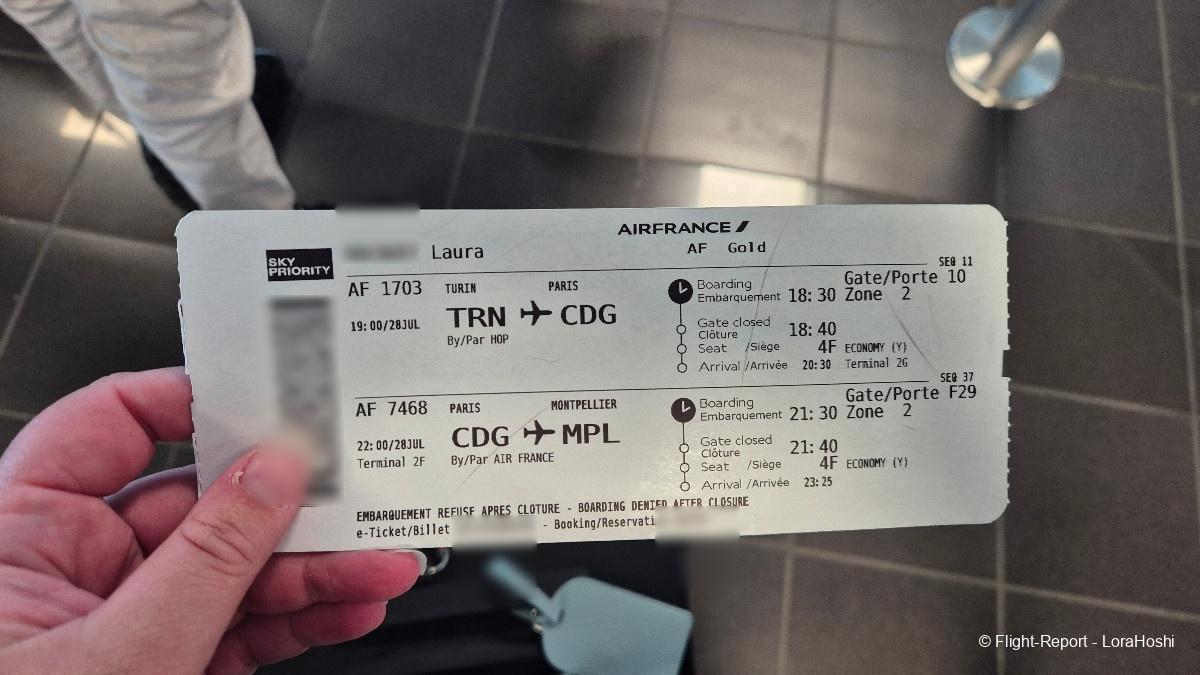 AIRFRANCE
SKY PRIORITY
Laura
AF Gold
SEQ 11
AF 1703 TURIN PARIS
Boarding Embarquement 18:30
Gate/Porte 10
Zone 2
19:00/28JUL TRN CDG
By/Par HOP
Gate closed Clôture 18:40
Seat /Siège 4F ECONOMY (Y)
Arrival /Arrivée 20:30 Terminal 2G
SEQ 37
AF 7468 PARIS MONTPELLIER
Boarding Embarquement 21:30
Gate/Porte F29
Zone 2
22:00/28JUL CDG MPL
Terminal 2F By/Par AIR FRANCE
Gate closed Clôture 21:40
Seat /Siège 4F ECONOMY (Y)
Arrival /Arrivée 23:25
EMBARQUEMENT REFUSE APRES CLOTURE - BOARDING DENIED AFTER CLOSURE
e-Ticket/Billet - Booking/Reservati
© Flight-Report - LoraHoshi